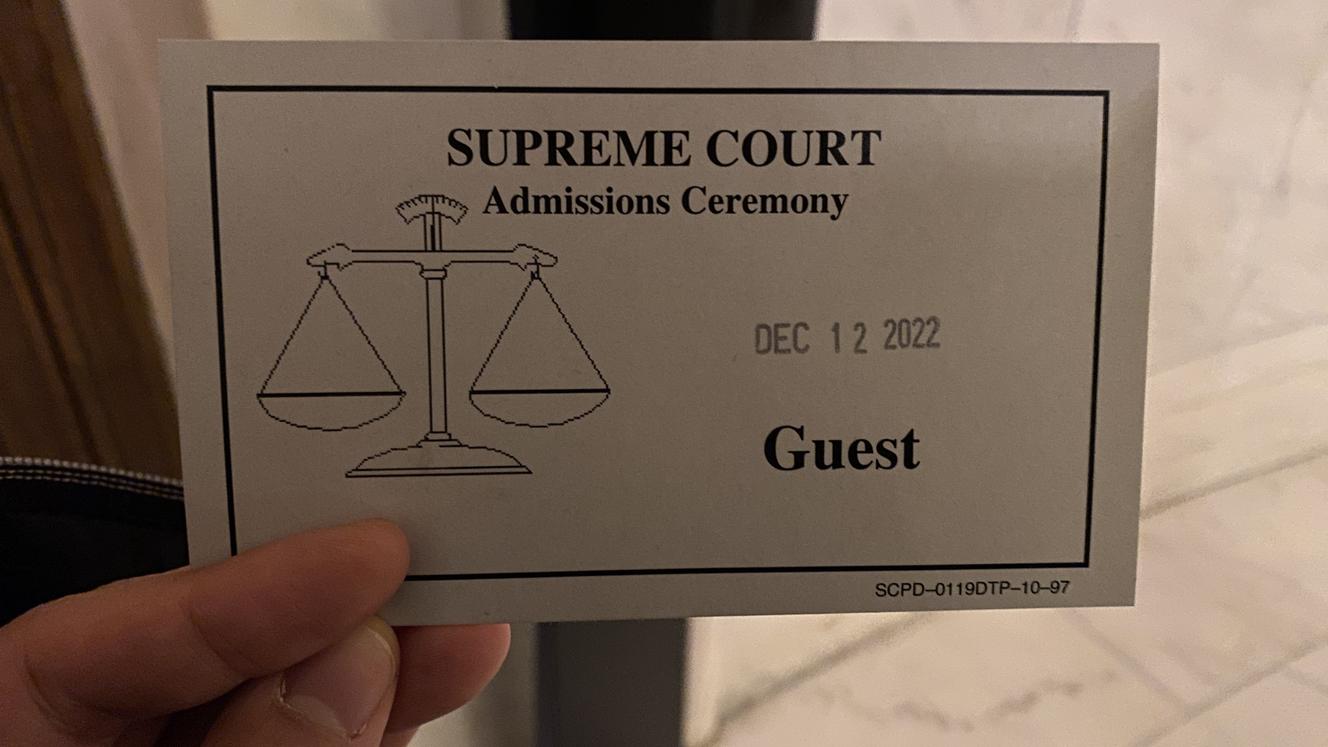 SUPREME COURT
Admissions Ceremony
DEC 12 2022
Guest
SCPD–0119DTP–10–97